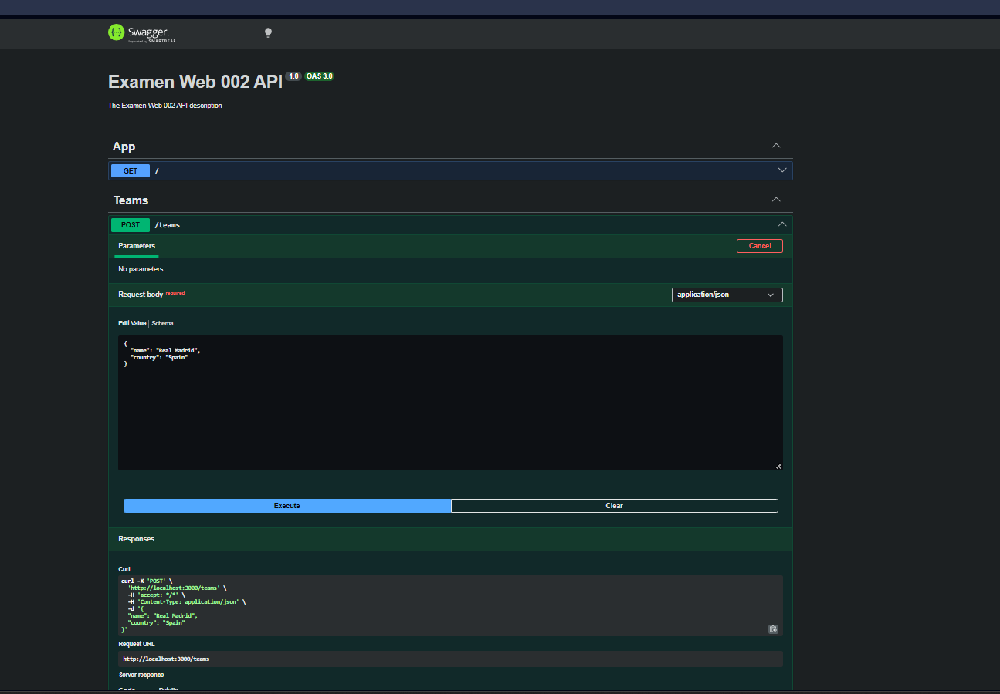 Swagger.
Supported by SMARTBEAR
Examen Web 002 API 1.0 OAS 3.0
The Examen Web 002 API description
App
GET /
Teams
POST /teams
Parameters
Cancel
No parameters
Request body required
application/json
Edit Value | Schema
{
  "name": "Real Madrid",
  "country": "Spain"
}
Execute
Clear
Responses
Curl
curl -X 'POST' \
  'http://localhost:3000/teams' \
  -H 'accept: */*' \
  -H 'Content-Type: application/json' \
  -d '{
  "name": "Real Madrid",
  "country": "Spain"
}'
Request URL
http://localhost:3000/teams
Server response
Code Details